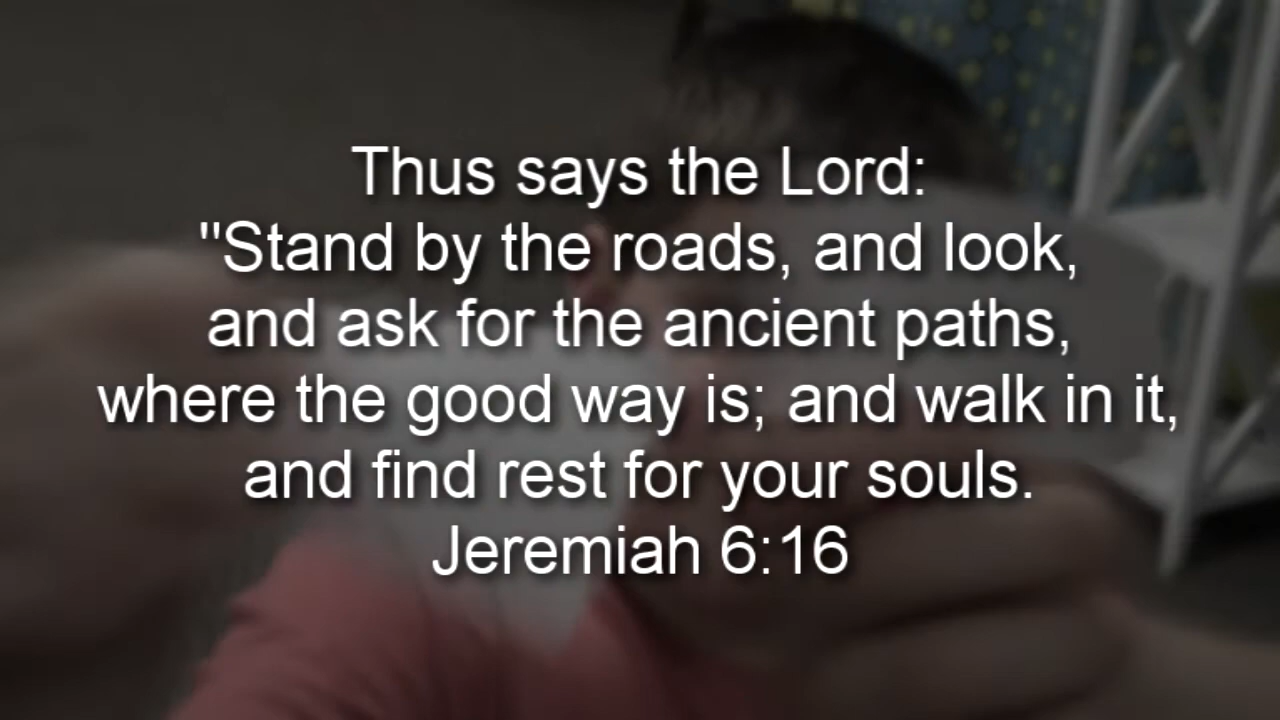 Thus says the Lord:
"Stand by the roads, and look,
and ask for the ancient paths,
where the good way is; and walk in it,
and find rest for your souls.
Jeremiah 6:16